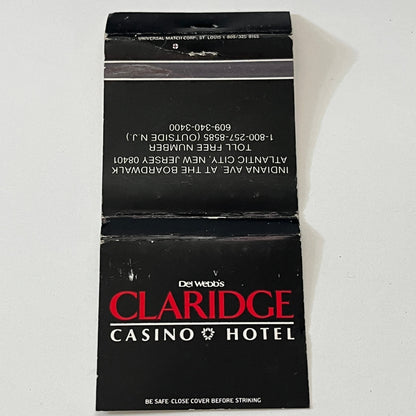 UNIVERSAL MATCH CORP., ST. LOUIS
INDIANA AVE. AT THE BOARDWALK
ATLANTIC CITY, NEW JERSEY 08401
TOLL FREE NUMBER
1-800-257-8585 (OUTSIDE N.J.)
609-340-3400
Del Webb's
CLARIDGE
CASINO HOTEL
BE SAFE CLOSE COVER BEFORE STRIKING